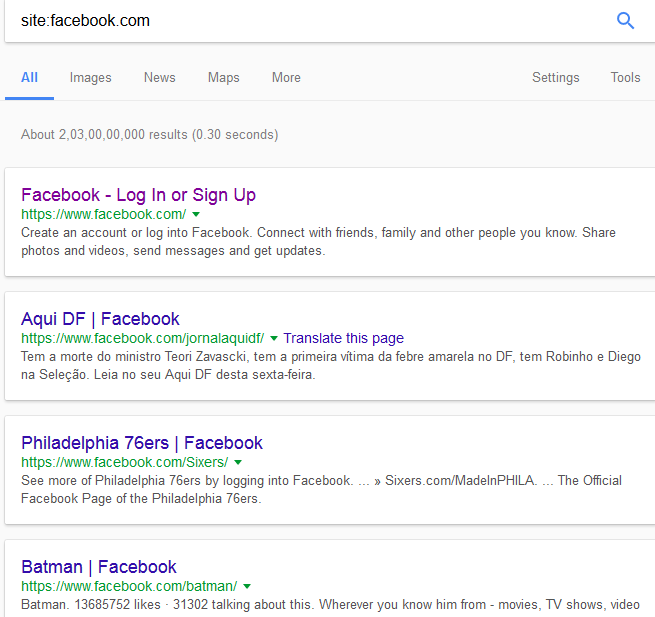 site:facebook.com
All Images News Maps More Settings Tools
About 2,03,00,00,000 results (0.30 seconds)
Facebook - Log In or Sign Up
https://www.facebook.com/
Create an account or log into Facebook. Connect with friends, family and other people you know. Share
photos and videos, send messages and get updates.
Aqui DF | Facebook
https://www.facebook.com/jornalaquidf/ Translate this page
Tem a morte do ministro Teori Zavascki, tem a primeira vítima da febre amarela no DF, tem Robinho e Diego
na Seleção. Leia no seu Aqui DF desta sexta-feira.
Philadelphia 76ers | Facebook
https://www.facebook.com/Sixers/
See more of Philadelphia 76ers by logging into Facebook. ... » Sixers.com/MadeInPHILA. ... The Official
Facebook Page of the Philadelphia 76ers.
Batman | Facebook
https://www.facebook.com/batman/
Batman. 13685752 likes · 31302 talking about this. Wherever you know him from - movies, TV shows, video